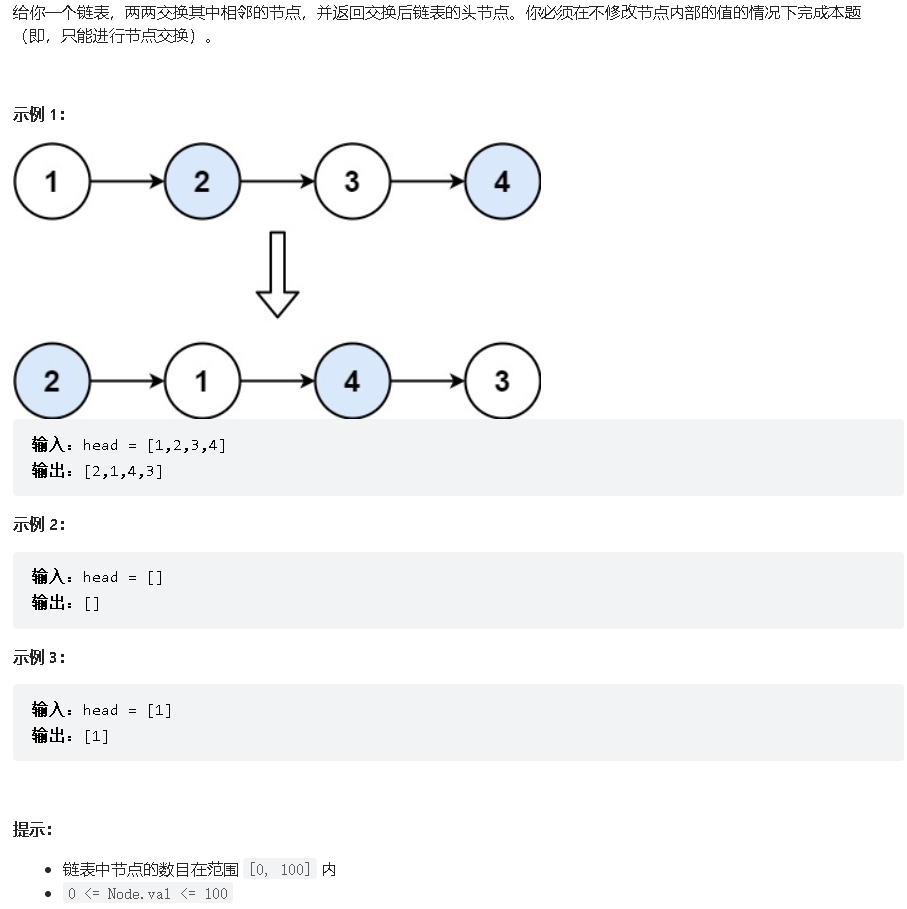 给你一个链表，两两交换其中相邻的节点，并返回交换后链表的头节点。你必须在不修改节点内部的值的情况下完成本题
（即，只能进行节点交换）。
示例 1：
1 2 3 4
2 1 4 3
输入：head = [1,2,3,4]
输出：[2,1,4,3]
示例 2：
输入：head = []
输出：[]
示例 3：
输入：head = [1]
输出：[1]
提示：
链表中节点的数目在范围 [0, 100] 内
0 <= Node.val <= 100